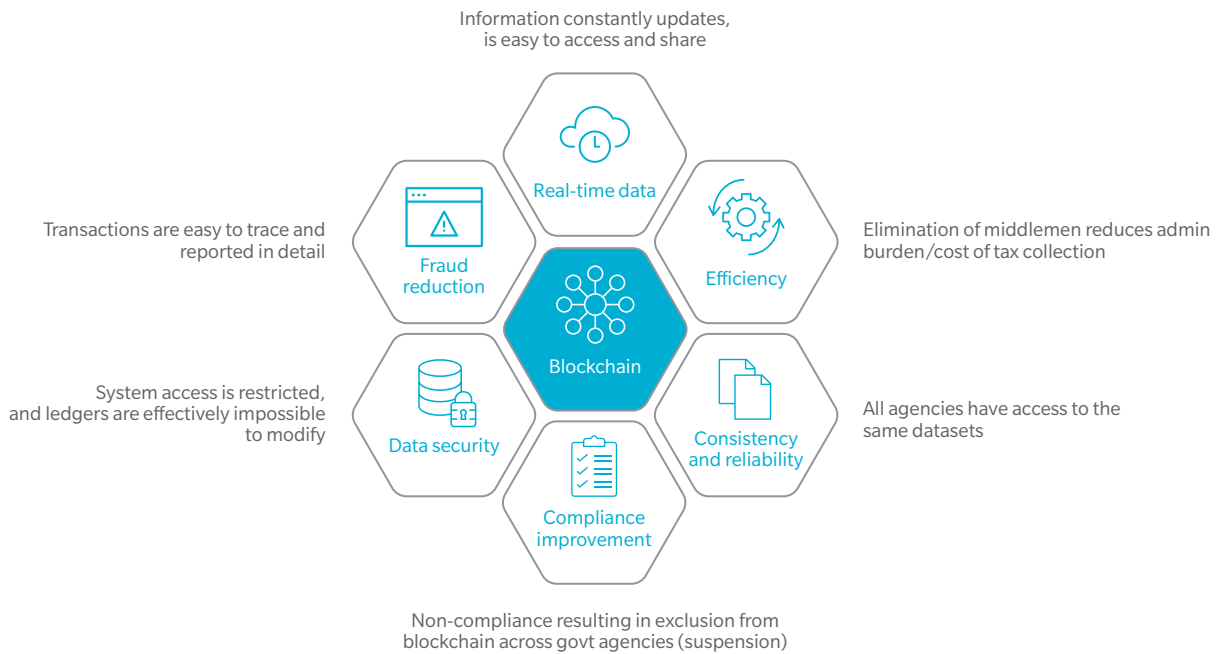 Information constantly updates,
is easy to access and share
Real-time data
Transactions are easy to trace and
reported in detail
Fraud
reduction
Efficiency
Elimination of middlemen reduces admin
burden/cost of tax collection
Blockchain
System access is restricted,
and ledgers are effectively impossible
to modify
Data security
Consistency
and reliability
All agencies have access to the
same datasets
Compliance
improvement
Non-compliance resulting in exclusion from
blockchain across govt agencies (suspension)